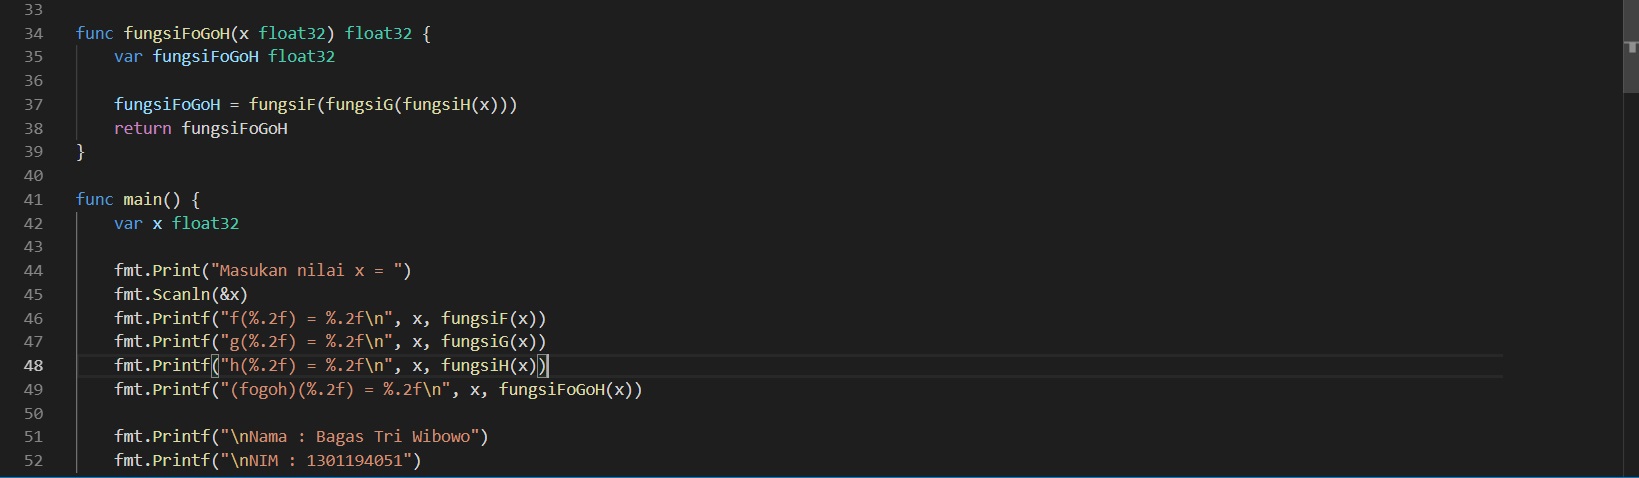 33
34 func fungsiFoGoH(x float32) float32 {
35 var fungsiFoGoH float32
36
37 fungsiFoGoH = fungsiF(fungsiG(fungsiH(x)))
38 return fungsiFoGoH
39 }
40
41 func main() {
42 var x float32
43
44 fmt.Print("Masukan nilai x = ")
45 fmt.Scanln(&x)
46 fmt.Printf("f(%.2f) = %.2f\n", x, fungsiF(x))
47 fmt.Printf("g(%.2f) = %.2f\n", x, fungsiG(x))
48 fmt.Printf("h(%.2f) = %.2f\n", x, fungsiH(x))
49 fmt.Printf("(fogoh)(%.2f) = %.2f\n", x, fungsiFoGoH(x))
50
51 fmt.Printf("\nNama : Bagas Tri Wibowo")
52 fmt.Printf("\nNIM : 1301194051")